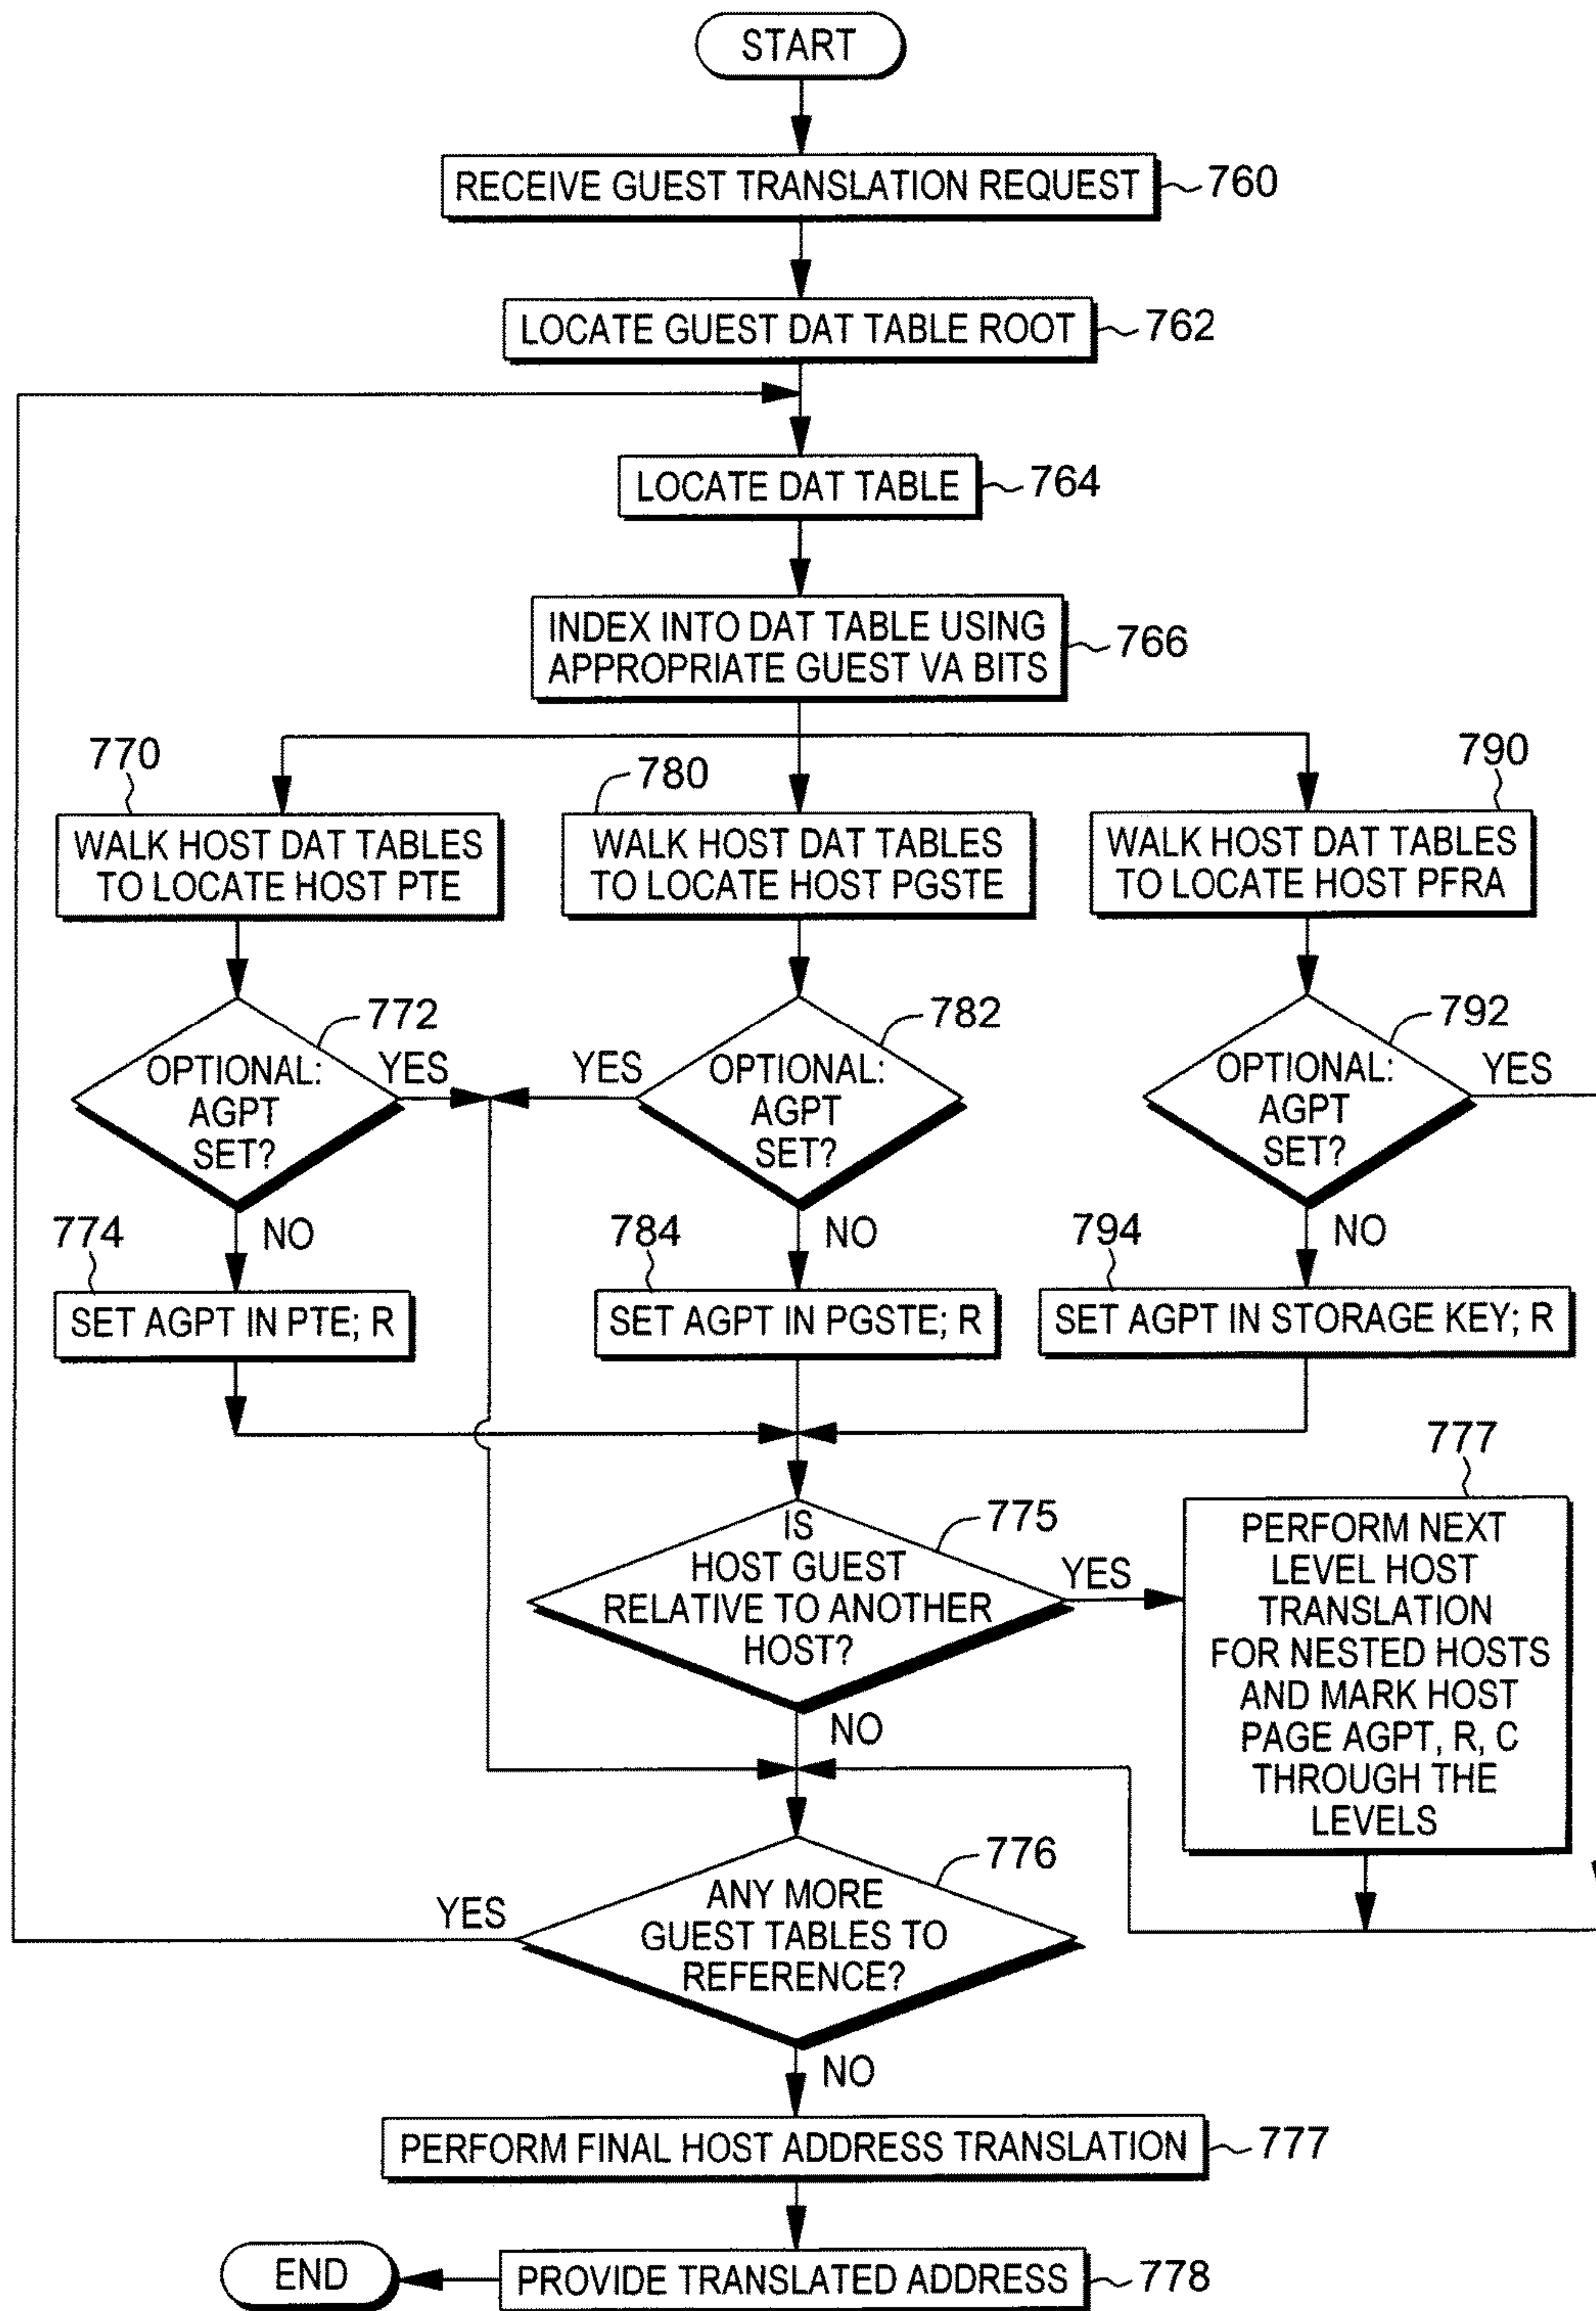 START
RECEIVE GUEST TRANSLATION REQUEST
760
LOCATE GUEST DAT TABLE ROOT
762
LOCATE DAT TABLE
764
INDEX INTO DAT TABLE USING
APPROPRIATE GUEST VA BITS
766
770
WALK HOST DAT TABLES
TO LOCATE HOST PTE
780
WALK HOST DAT TABLES
TO LOCATE HOST PGSTE
790
WALK HOST DAT TABLES
TO LOCATE HOST PFRA
772
OPTIONAL:
AGPT
SET?
YES
NO
782
OPTIONAL:
AGPT
SET?
YES
NO
792
OPTIONAL:
AGPT
SET?
YES
NO
774
SET AGPT IN PTE; R
784
SET AGPT IN PGSTE; R
794
SET AGPT IN STORAGE KEY; R
775
IS
HOST GUEST
RELATIVE TO ANOTHER
HOST?
YES
NO
777
PERFORM NEXT
LEVEL HOST
TRANSLATION
FOR NESTED HOSTS
AND MARK HOST
PAGE AGPT, R, C
THROUGH THE
LEVELS
776
ANY MORE
GUEST TABLES TO
REFERENCE?
YES
NO
PERFORM FINAL HOST ADDRESS TRANSLATION
777
PROVIDE TRANSLATED ADDRESS
778
END